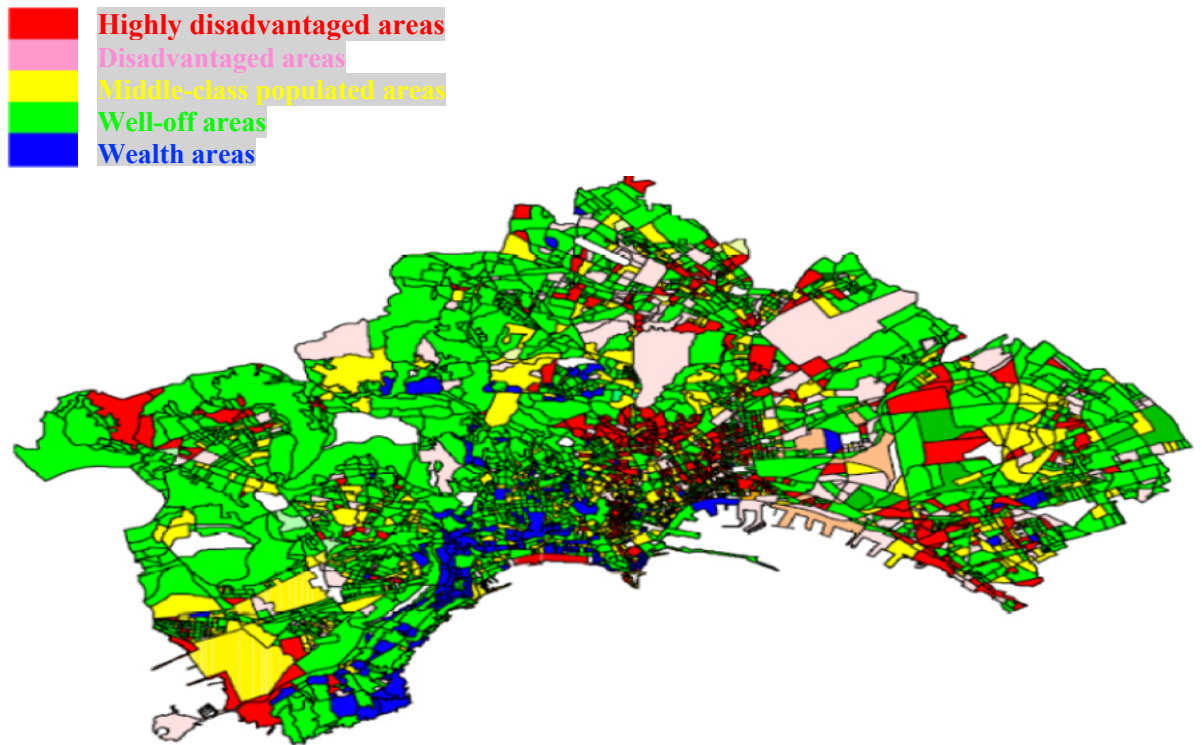 Highly disadvantaged areas
Disadvantaged areas
Middle-class populated areas
Well-off areas
Wealth areas